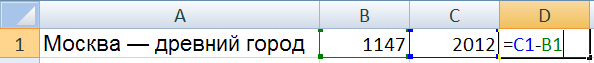 A B C D
1 Москва — древний город 1147 2012 =C1-B1